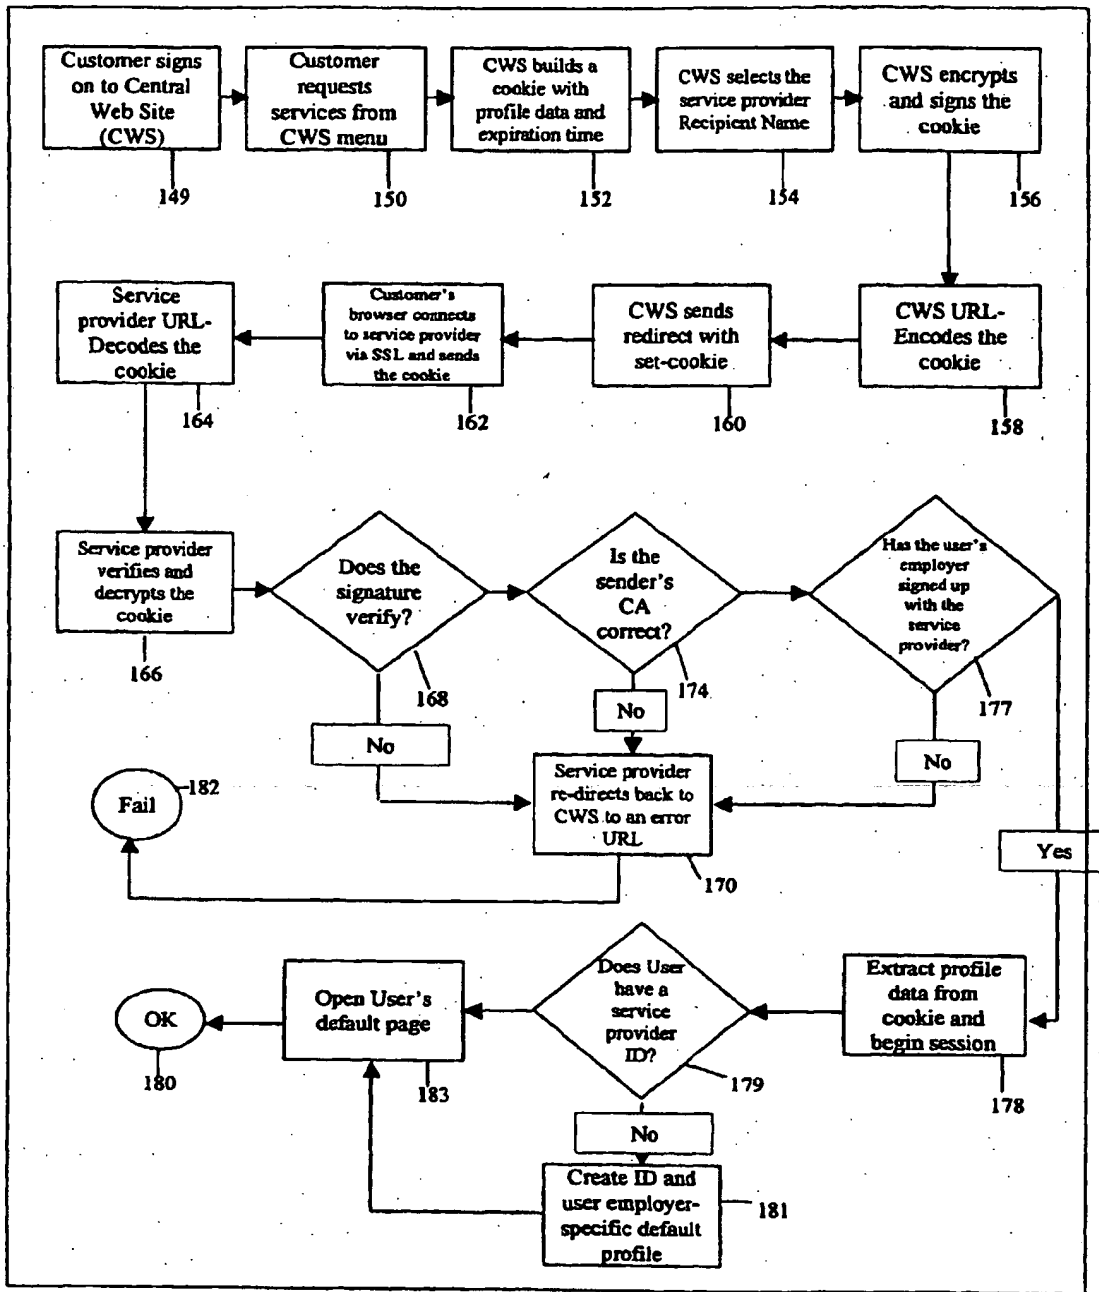 Customer signs
on to Central
Web Site
(CWS)
149
Customer
requests
services from
CWS menu
150
CWS builds a
cookie with
profile data and
expiration time
152
CWS selects the
service provider
Recipient Name
154
CWS encrypts
and signs the
cookie
156
CWS URL-
Encodes the
cookie
158
CWS sends
redirect with
set-cookie
160
Customer's
browser connects
to service provider
via SSL and sends
the cookie
162
Service
provider URL-
Decodes the
cookie
164
Service provider
verifies and
decrypts the
cookie
166
Does the
signature
verify?
168
No
Is the
sender's
CA
correct?
174
No
Has the user's
employer
signed up
with the
service
provider?
177
No
Yes
Service provider
re-directs back to
CWS to an error
URL
170
Fail
182
Extract profile
data from
cookie and
begin session
178
Does User
have a
service
provider
ID?
179
No
Create ID and
user employer-
specific default
profile
181
Open User's
default page
183
OK
180